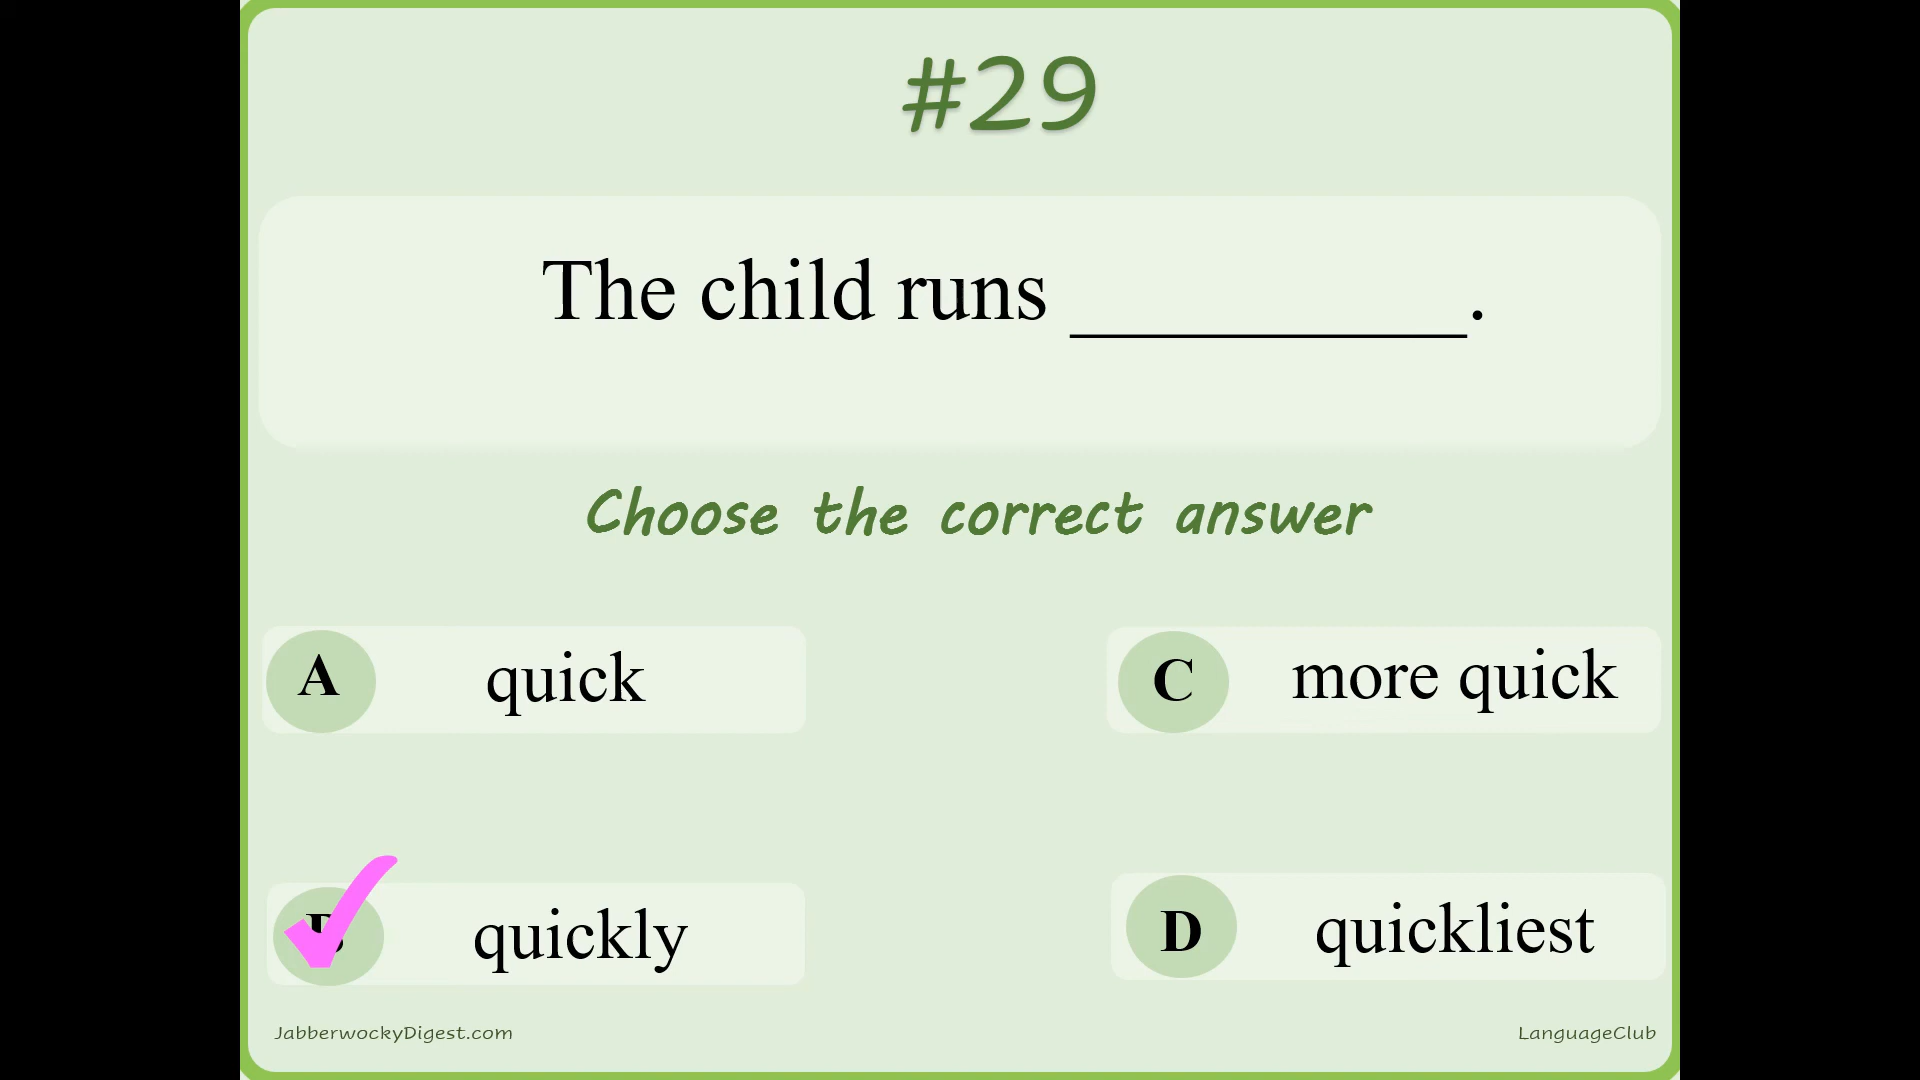 #29
The child runs __________.
Choose the correct answer
A quick
C more quick
B quickly
D quickliest
JabberwockyDigest.com
LanguageClub